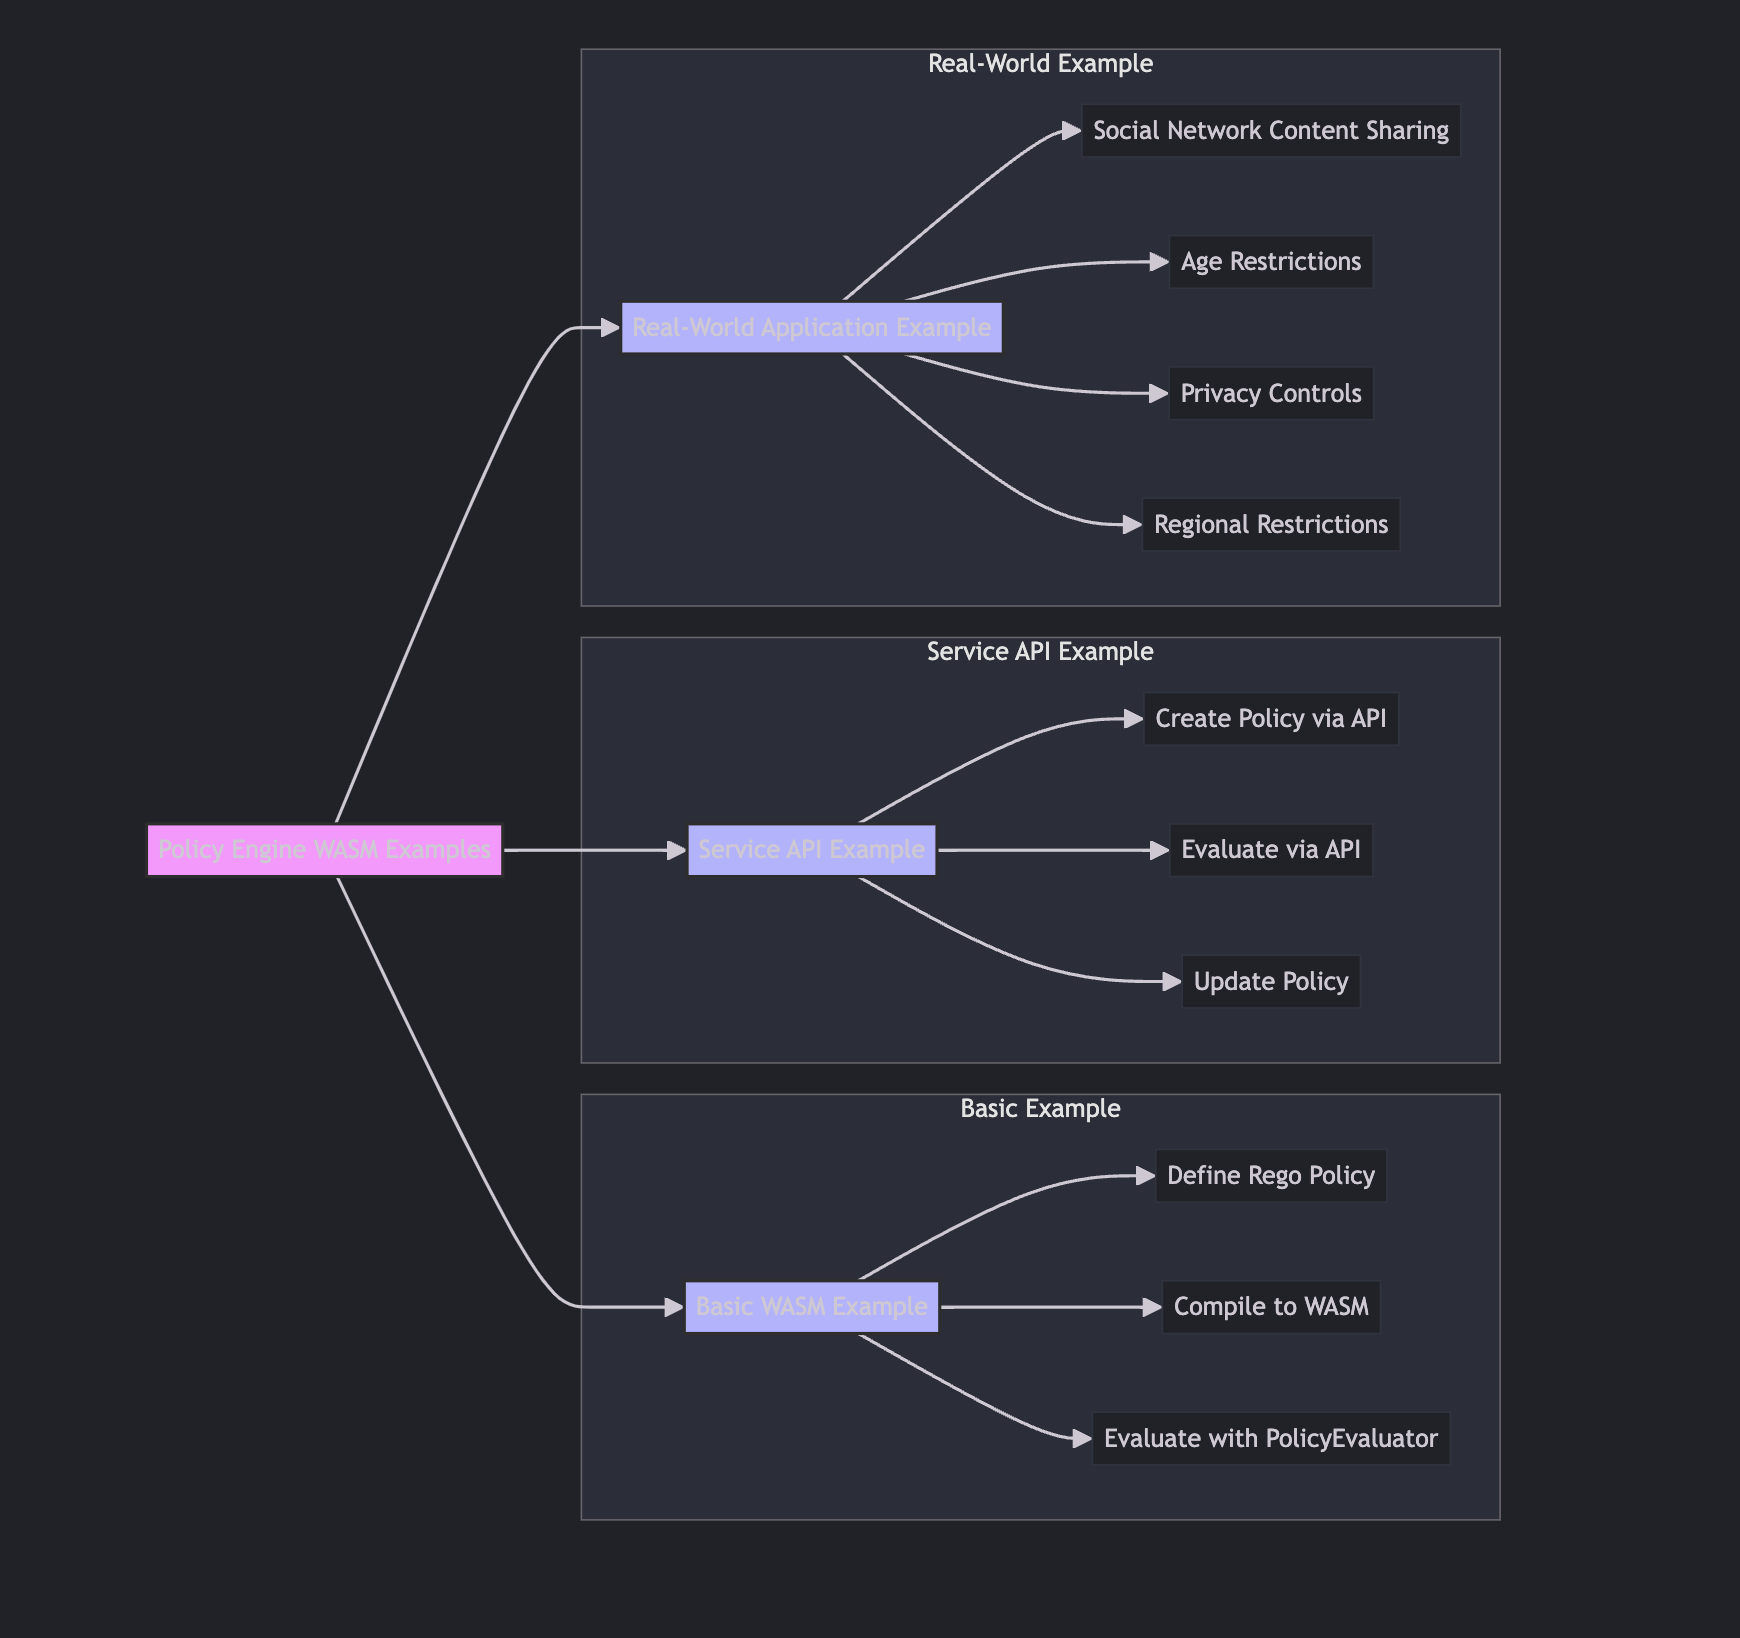 Real-World Example
Social Network Content Sharing
Age Restrictions
Real-World Application Example
Privacy Controls
Regional Restrictions
Service API Example
Create Policy via API
Policy Engine WASM Examples
Service API Example
Evaluate via API
Update Policy
Basic Example
Define Rego Policy
Basic WASM Example
Compile to WASM
Evaluate with PolicyEvaluator